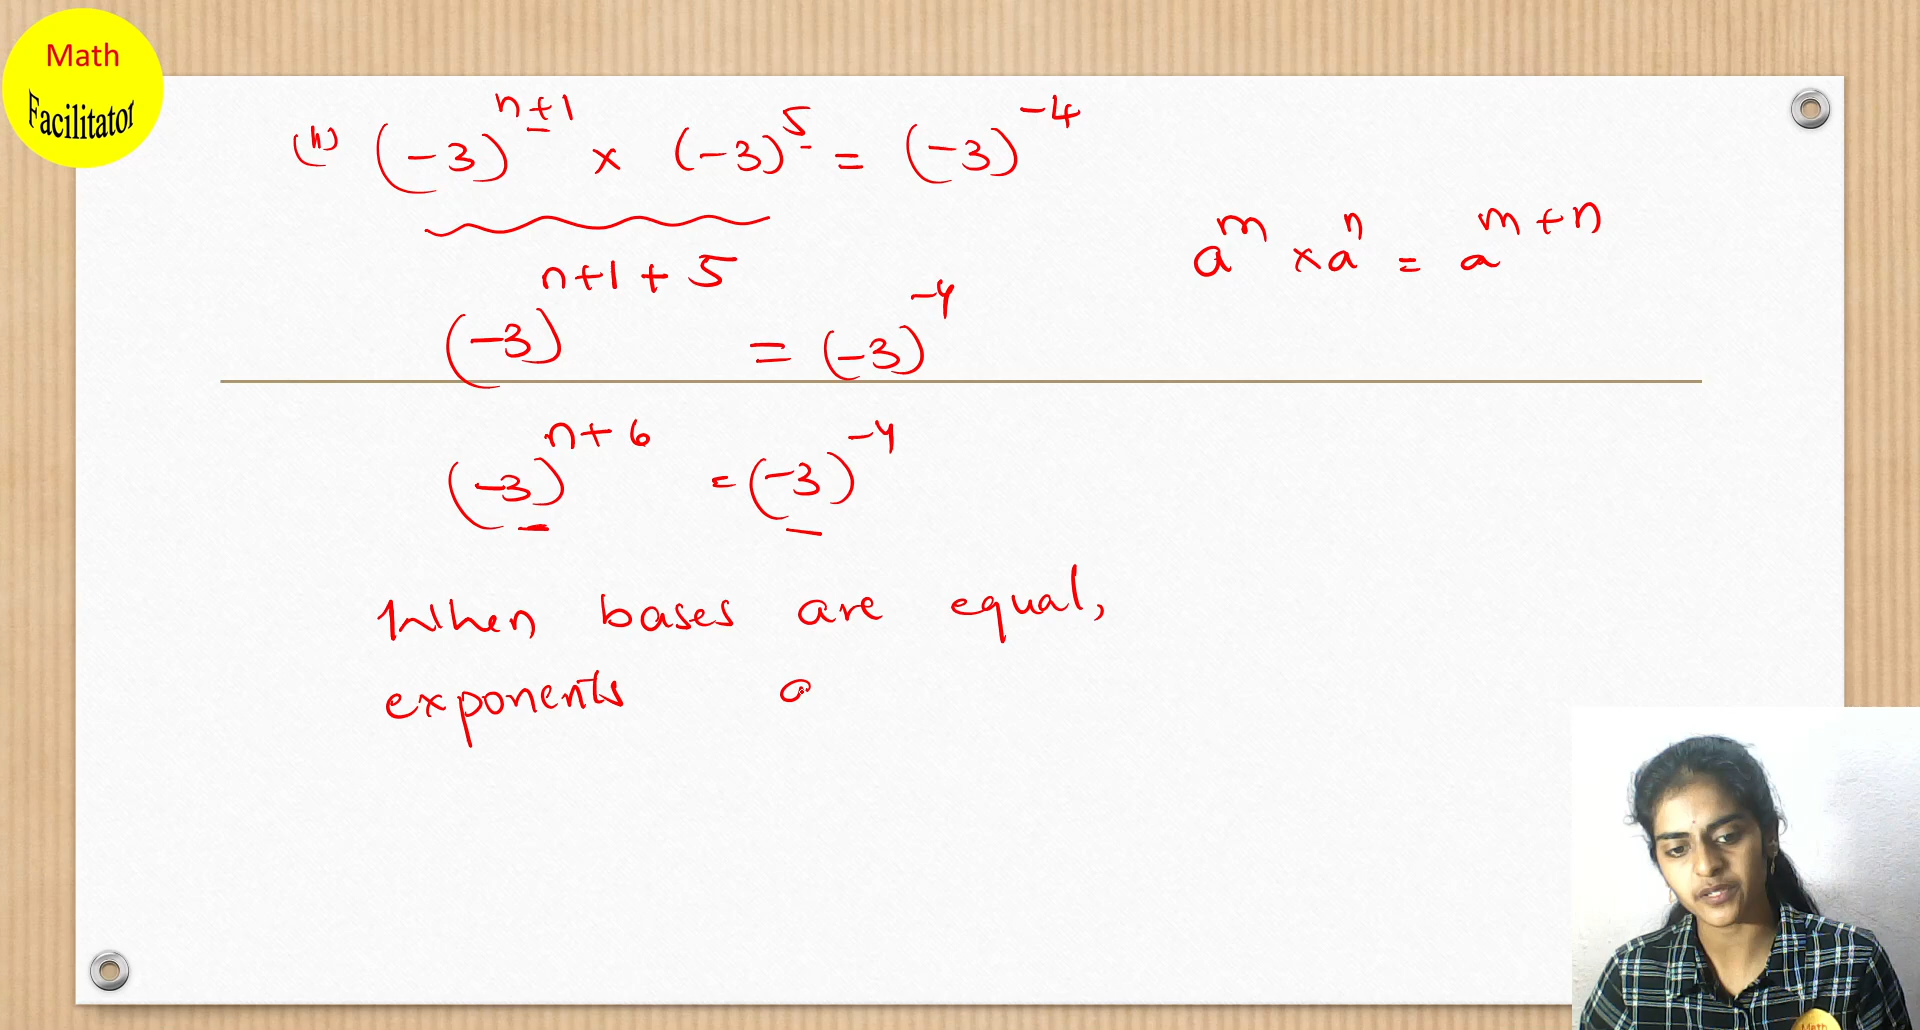 Math
Facilitator
(ii) (-3)^{n+1} × (-3)^5 = (-3)^{-4}
a^m × a^n = a^{m+n}
(-3)^{n+1+5} = (-3)^{-4}
(-3)^{n+6} = (-3)^{-4}
When bases are equal,
exponents a
Math